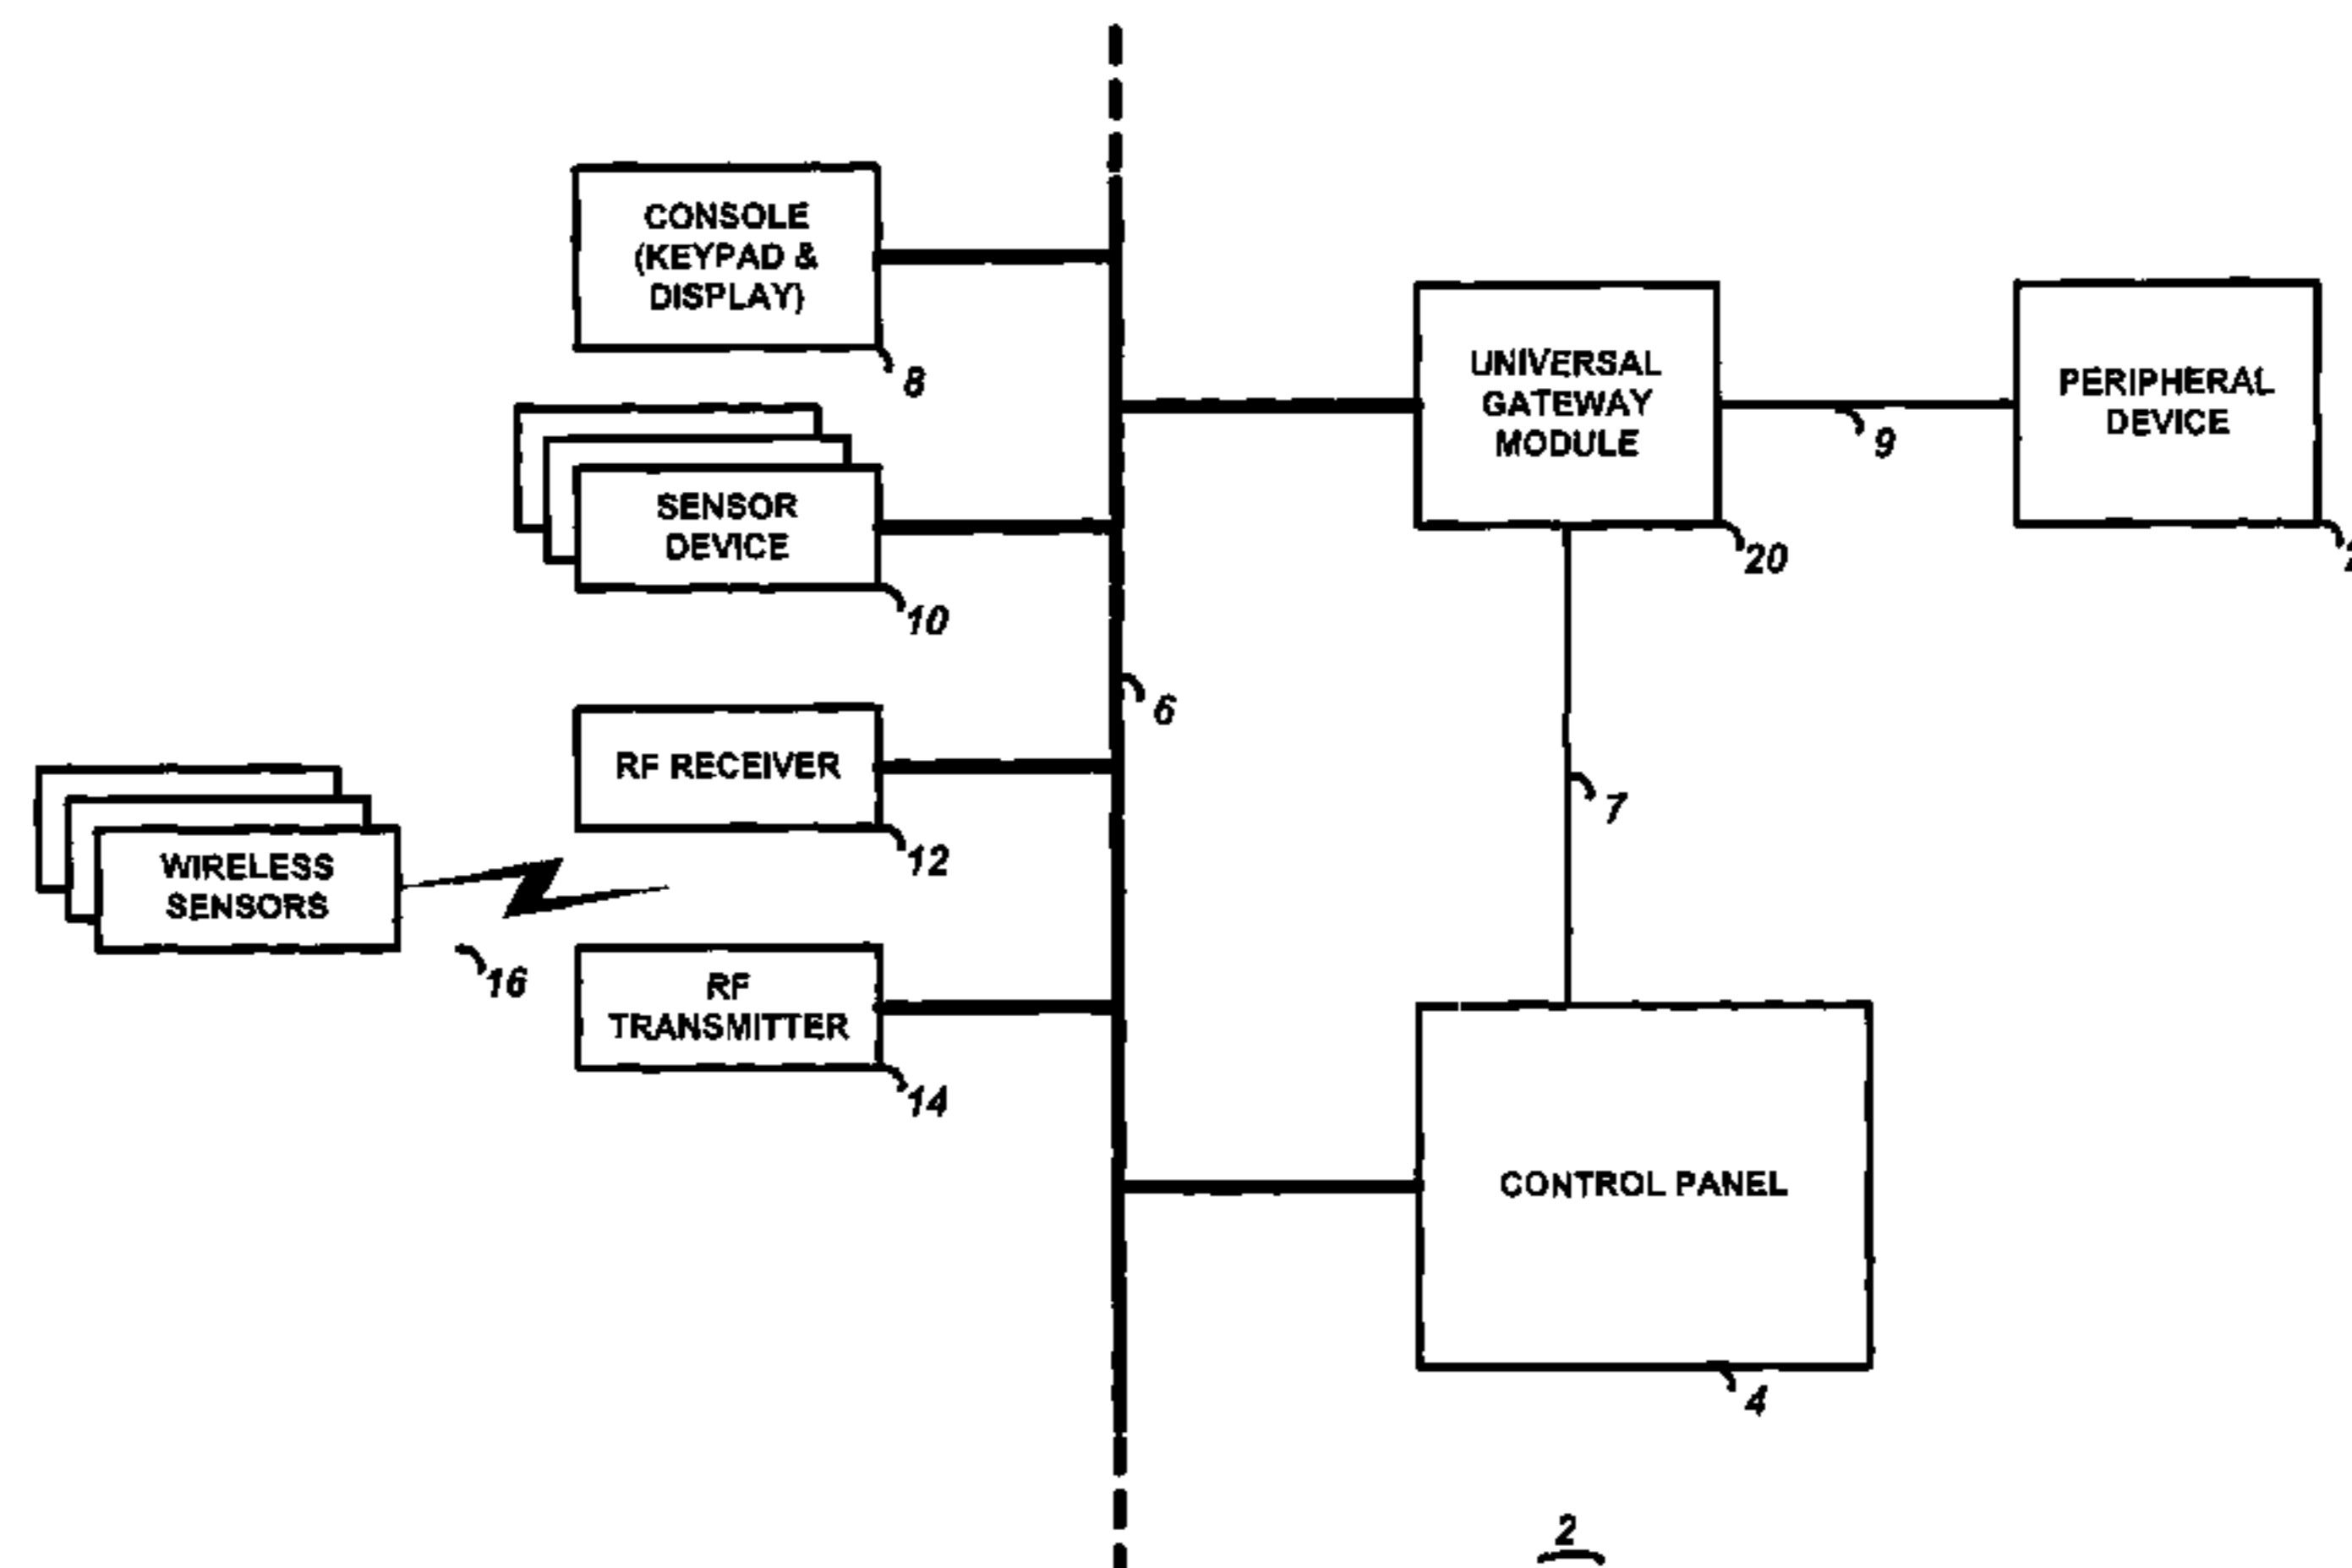 CONSOLE
(KEYPAD &
DISPLAY)
8
UNIVERSAL
GATEWAY
MODULE
20
9
PERIPHERAL
DEVICE
SENSOR
DEVICE
10
6
RF RECEIVER
12
7
WIRELESS
SENSORS
16
RF
TRANSMITTER
14
CONTROL PANEL
4
2